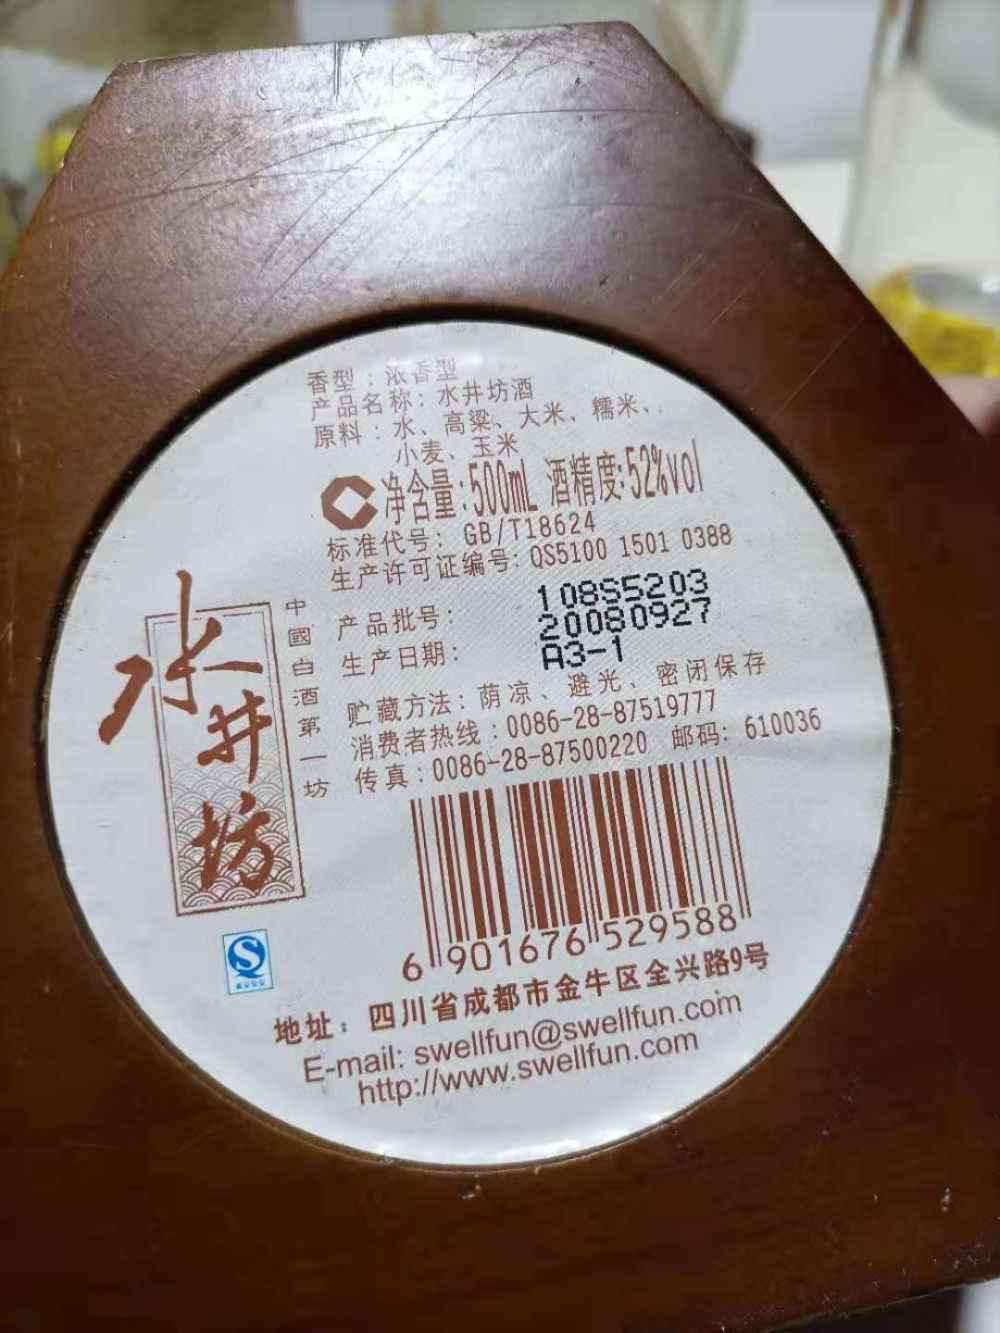 香型：浓香型
产品名称：水井坊酒
原料：水、高粱、大米、糯米、
小麦、玉米
净含量:500mL 酒精度:52%vol
标准代号：GB/T18624
生产许可证编号：QS5100 1501 0388
产品批号： 108S5203
20080927
生产日期： A3-1
贮藏方法：荫凉、避光、密闭保存
消费者热线：0086-28-87519777
传真：0086-28-87500220 邮码：610036
水井坊
中國白酒第一坊
6 901676 529588
地址：四川省成都市金牛区全兴路9号
E-mail: swellfun@swellfun.com
http://www.swellfun.com